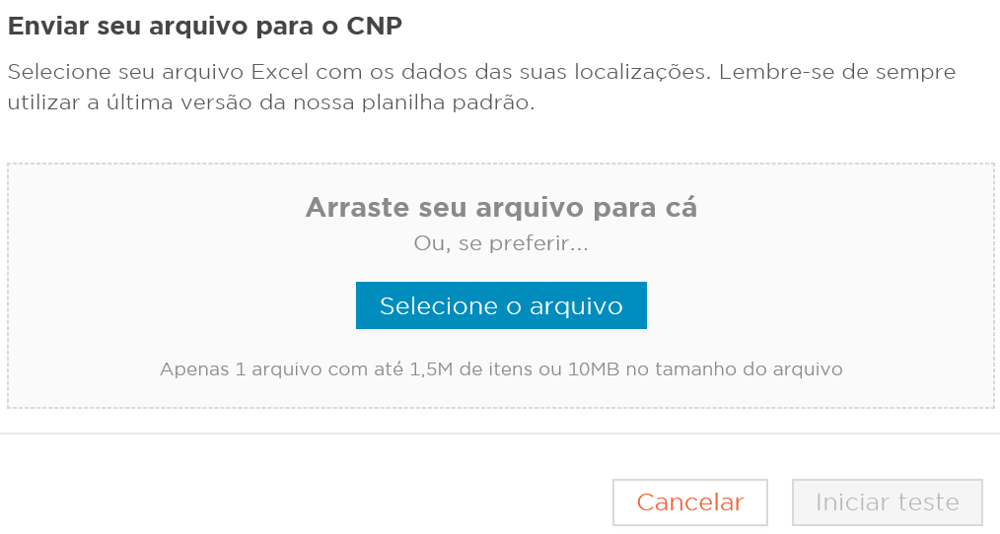 Enviar seu arquivo para o CNP
Selecione seu arquivo Excel com os dados das suas localizações. Lembre-se de sempre
utilizar a última versão da nossa planilha padrão.
Arraste seu arquivo para cá
Ou, se preferir...
Selecione o arquivo
Apenas 1 arquivo com até 1,5M de itens ou 10MB no tamanho do arquivo
Cancelar
Iniciar teste